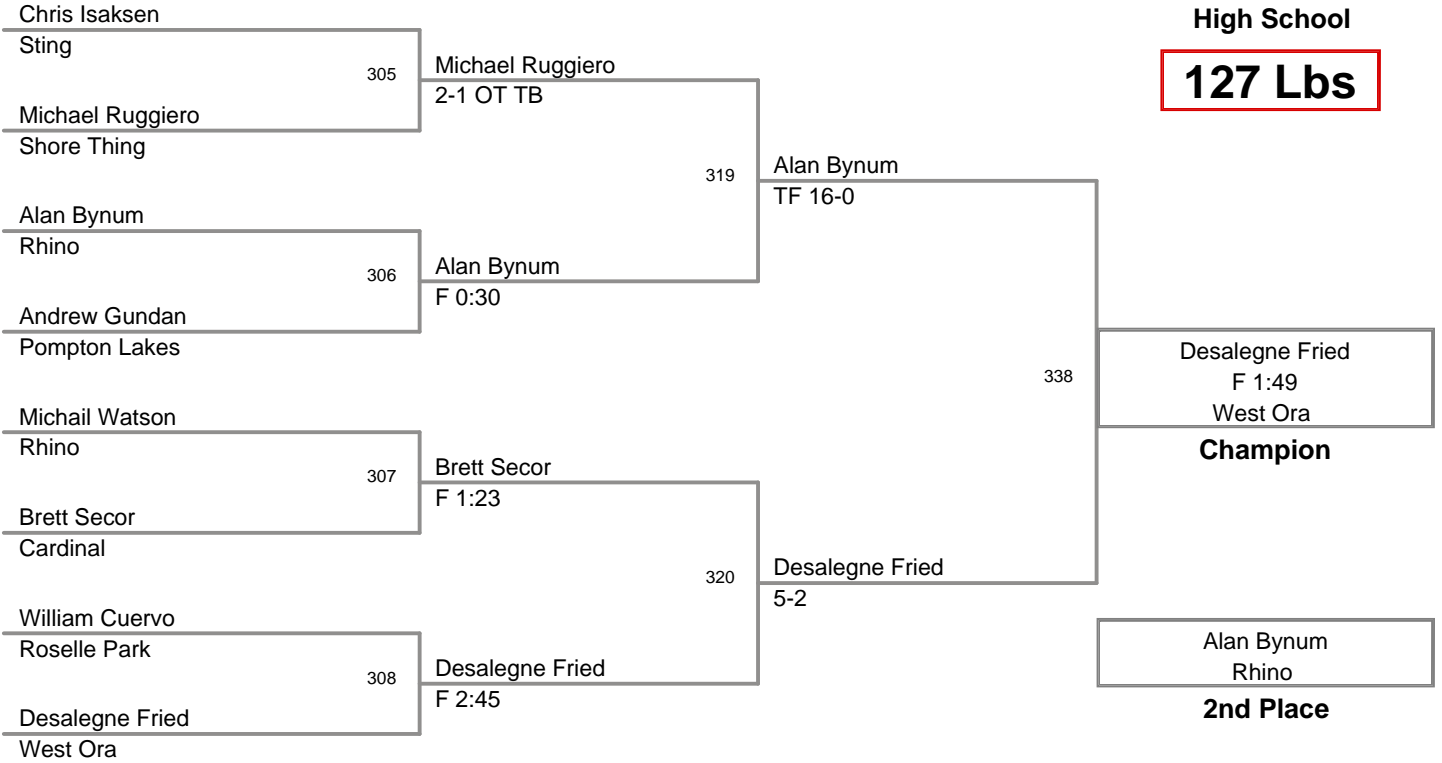 Chris Isaksen
Sting
305
Michael Ruggiero
Shore Thing
Michael Ruggiero
2-1 OT TB
Alan Bynum
Rhino
306
Andrew Gundan
Pompton Lakes
Alan Bynum
F 0:30
319
Alan Bynum
TF 16-0
Michail Watson
Rhino
307
Brett Secor
Cardinal
Brett Secor
F 1:23
William Cuervo
Roselle Park
308
Desalegne Fried
West Ora
Desalegne Fried
F 2:45
320
Desalegne Fried
5-2
338
High School
127 Lbs
Desalegne Fried
F 1:49
West Ora
Champion
Alan Bynum
Rhino
2nd Place